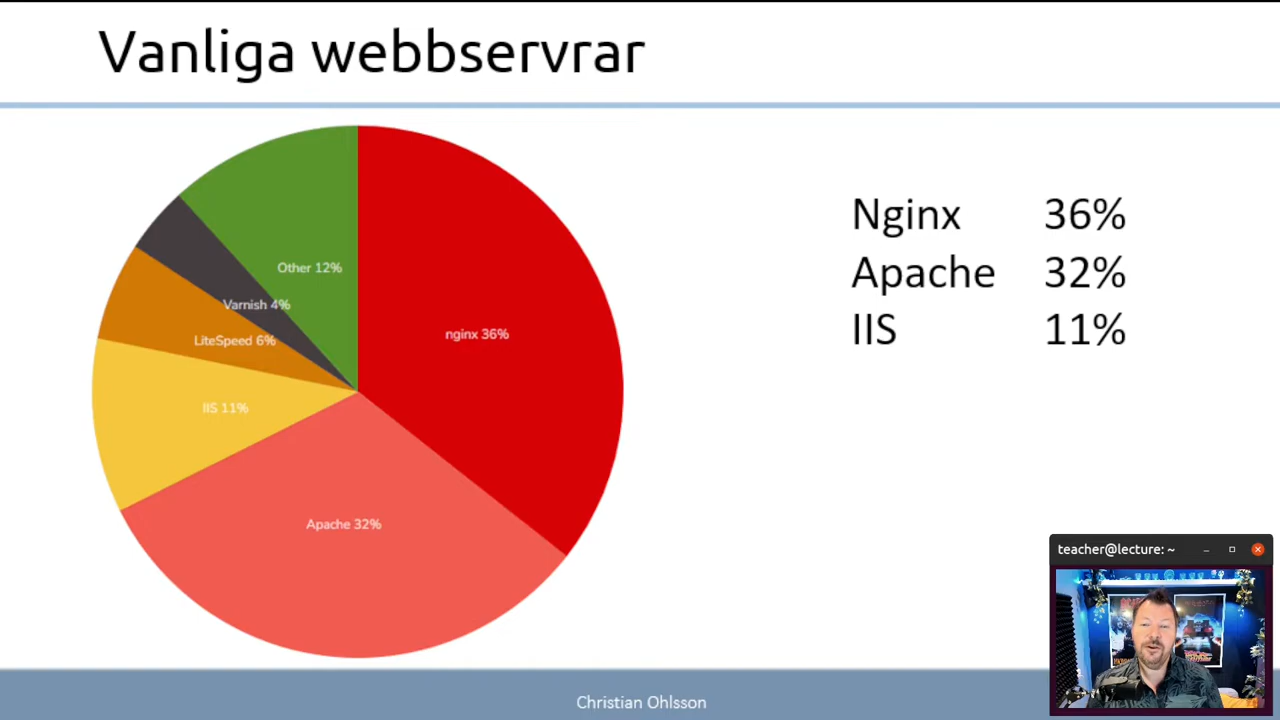 Vanliga webbservrar
Other 12%
Varnish 4%
LiteSpeed 6%
nginx 36%
IIS 11%
Apache 32%
Nginx 36%
Apache 32%
IIS 11%
teacher@lecture: ~
Christian Ohlsson